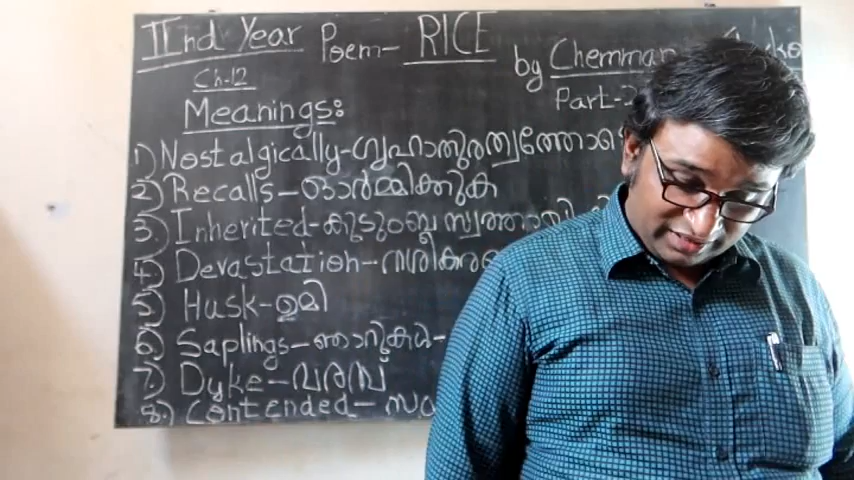 IInd Year Poem- RICE by Chemman
Ch-12 Part-2
Meanings:
1) Nostalgically-ഗൃഹാതുരത്വത്തോടെ
2) Recalls-ഓർമ്മിക്കുക
3) Inherited-കുടുംബ സ്വത്തായി
4) Devastation-നശീകരണ
5) Husk-ഉമി
6) Saplings-ഞാറുകൾ-
7) Dyke-വരമ്പ്
8.) Contended-